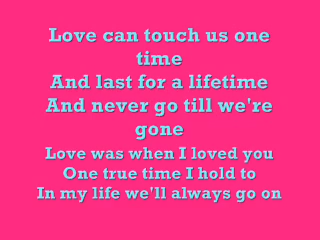 Love can touch us one
time
And last for a lifetime
And never go till we're
gone
Love was when I loved you
One true time I hold to
In my life we'll always go on